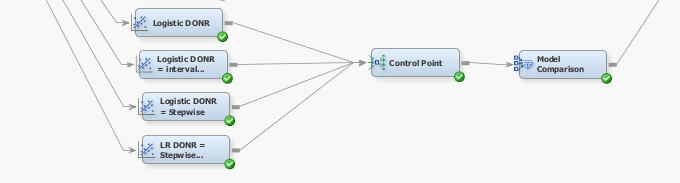 Logistic DONR
Logistic DONR
= interval...
Control Point
Model
Comparison
Logistic DONR
= Stepwise
LR DONR =
Stepwise...